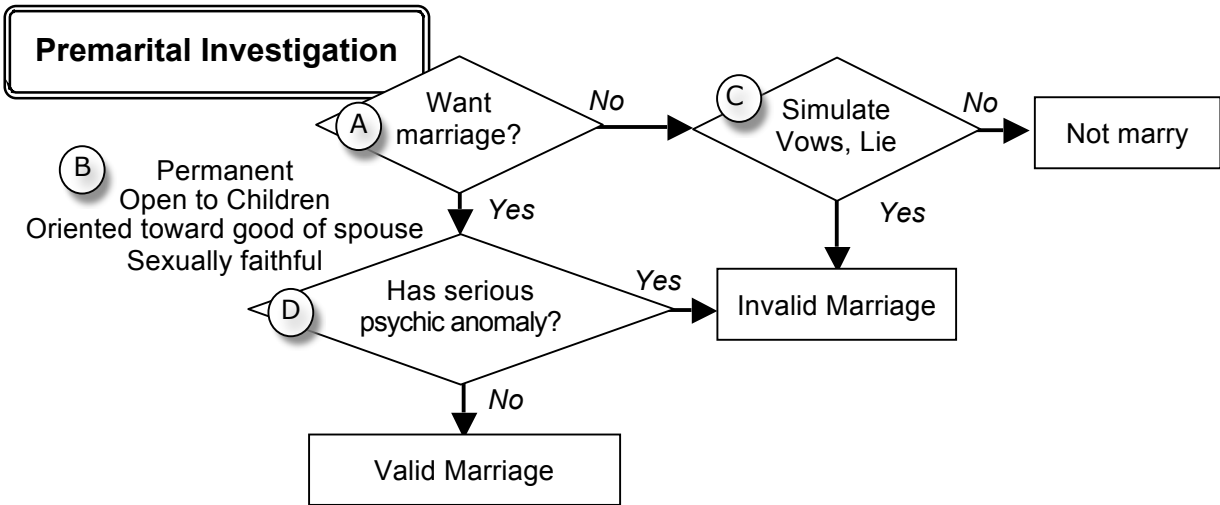 Premarital Investigation
A
Want
marriage?
No
C
Simulate
Vows, Lie
No
Not marry
B
Permanent
Open to Children
Oriented toward good of spouse
Sexually faithful
Yes
Yes
D
Has serious
psychic anomaly?
Yes
Invalid Marriage
No
Valid Marriage